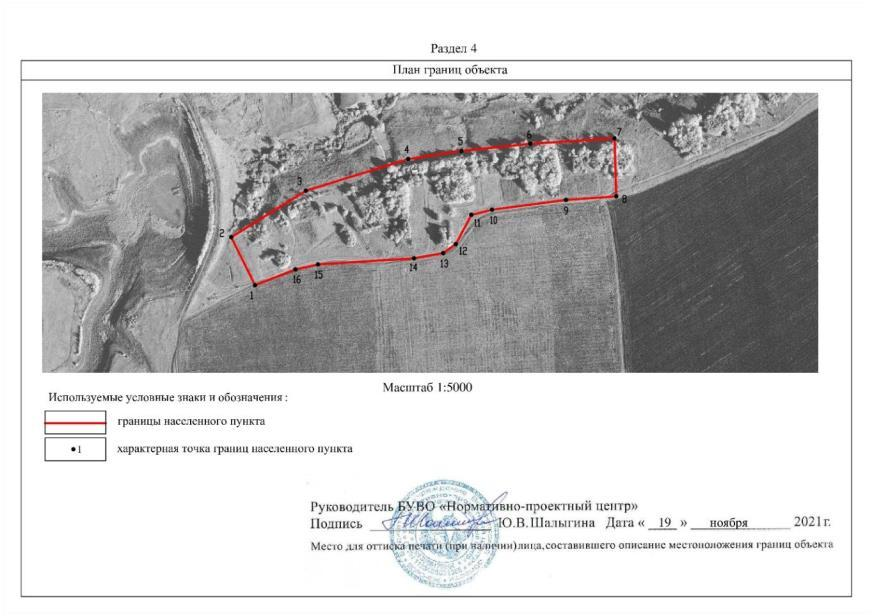 Раздел 4
План границ объекта
7
6
5
4
3
8
9
11
10
2
12
13
14
16
15
1
Масштаб 1:5000
Используемые условные знаки и обозначения :
границы населенного пункта
1
характерная точка границ населенного пункта
Руководитель БУВО «Нормативно-проектный центр»
Подпись Ю.В.Шалыгина Дата « 19 » ноября 2021г.
Место для оттиска печати (при наличии)лица,составившего описание местоположения границ объекта